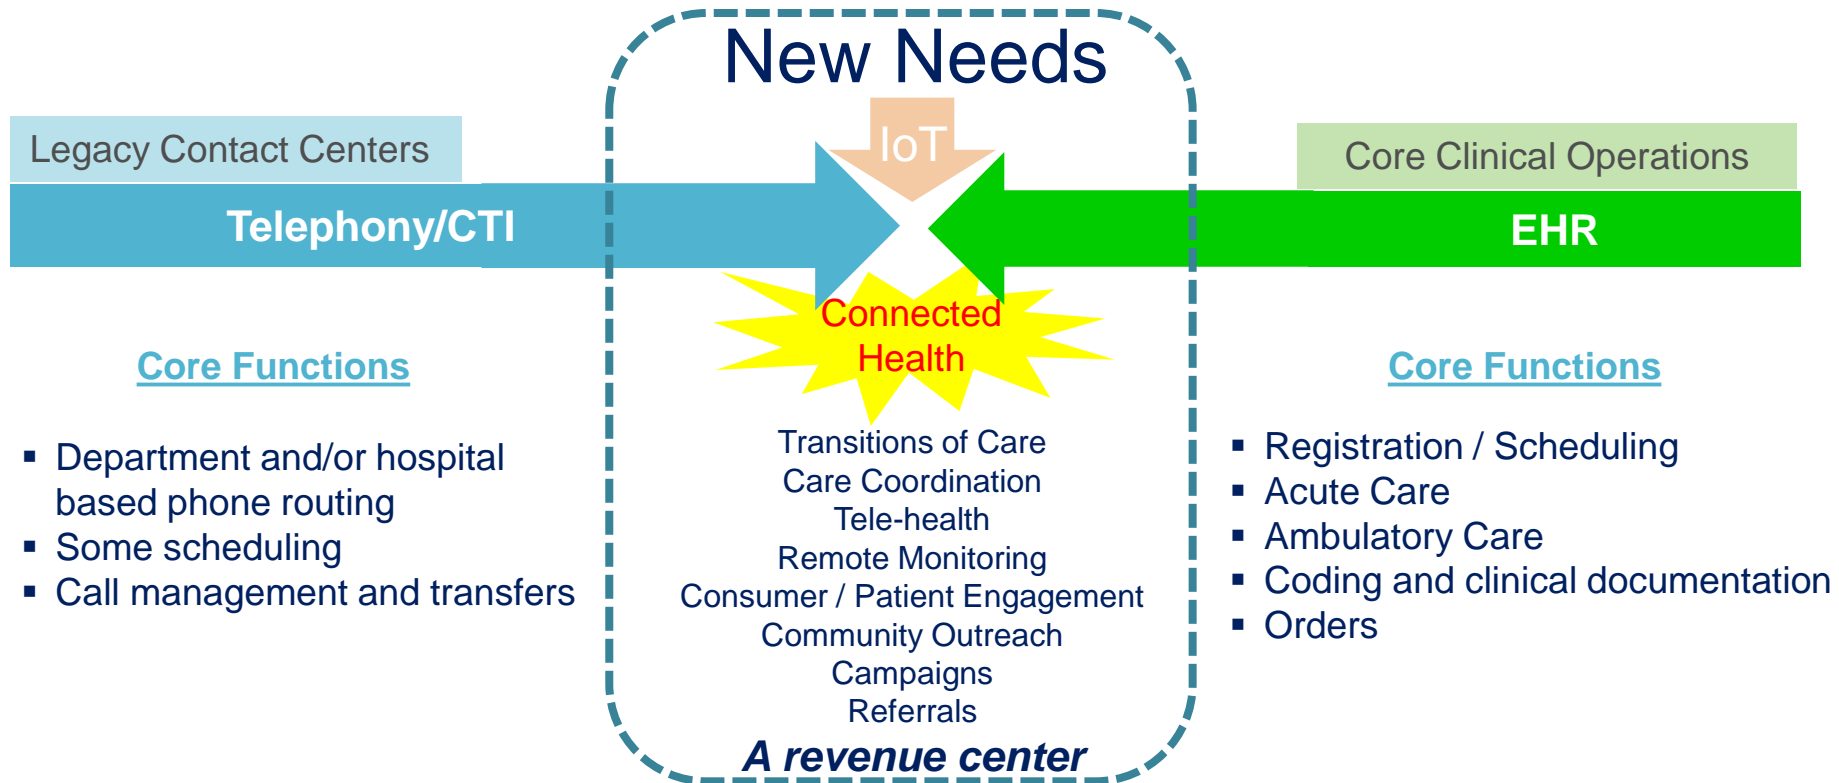 New Needs
IoT
Legacy Contact Centers
Telephony/CTI
Core Clinical Operations
EHR
Connected
Health
Core Functions
▪ Department and/or hospital
based phone routing
▪ Some scheduling
▪ Call management and transfers
Transitions of Care
Care Coordination
Tele-health
Remote Monitoring
Consumer / Patient Engagement
Community Outreach
Campaigns
Referrals
A revenue center
Core Functions
▪ Registration / Scheduling
▪ Acute Care
▪ Ambulatory Care
▪ Coding and clinical documentation
▪ Orders